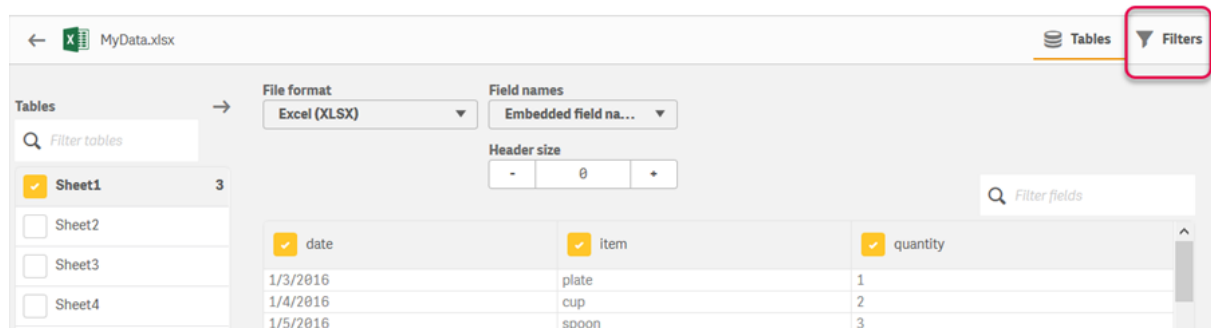 MyData.xlsx
Tables
Filters
Tables
Filter tables
Sheet1 3
Sheet2
Sheet3
Sheet4
File format
Excel (XLSX)
Field names
Embedded field na...
Header size
- 0 +
Filter fields
date item quantity
1/3/2016 plate 1
1/4/2016 cup 2
1/5/2016 spoon 3